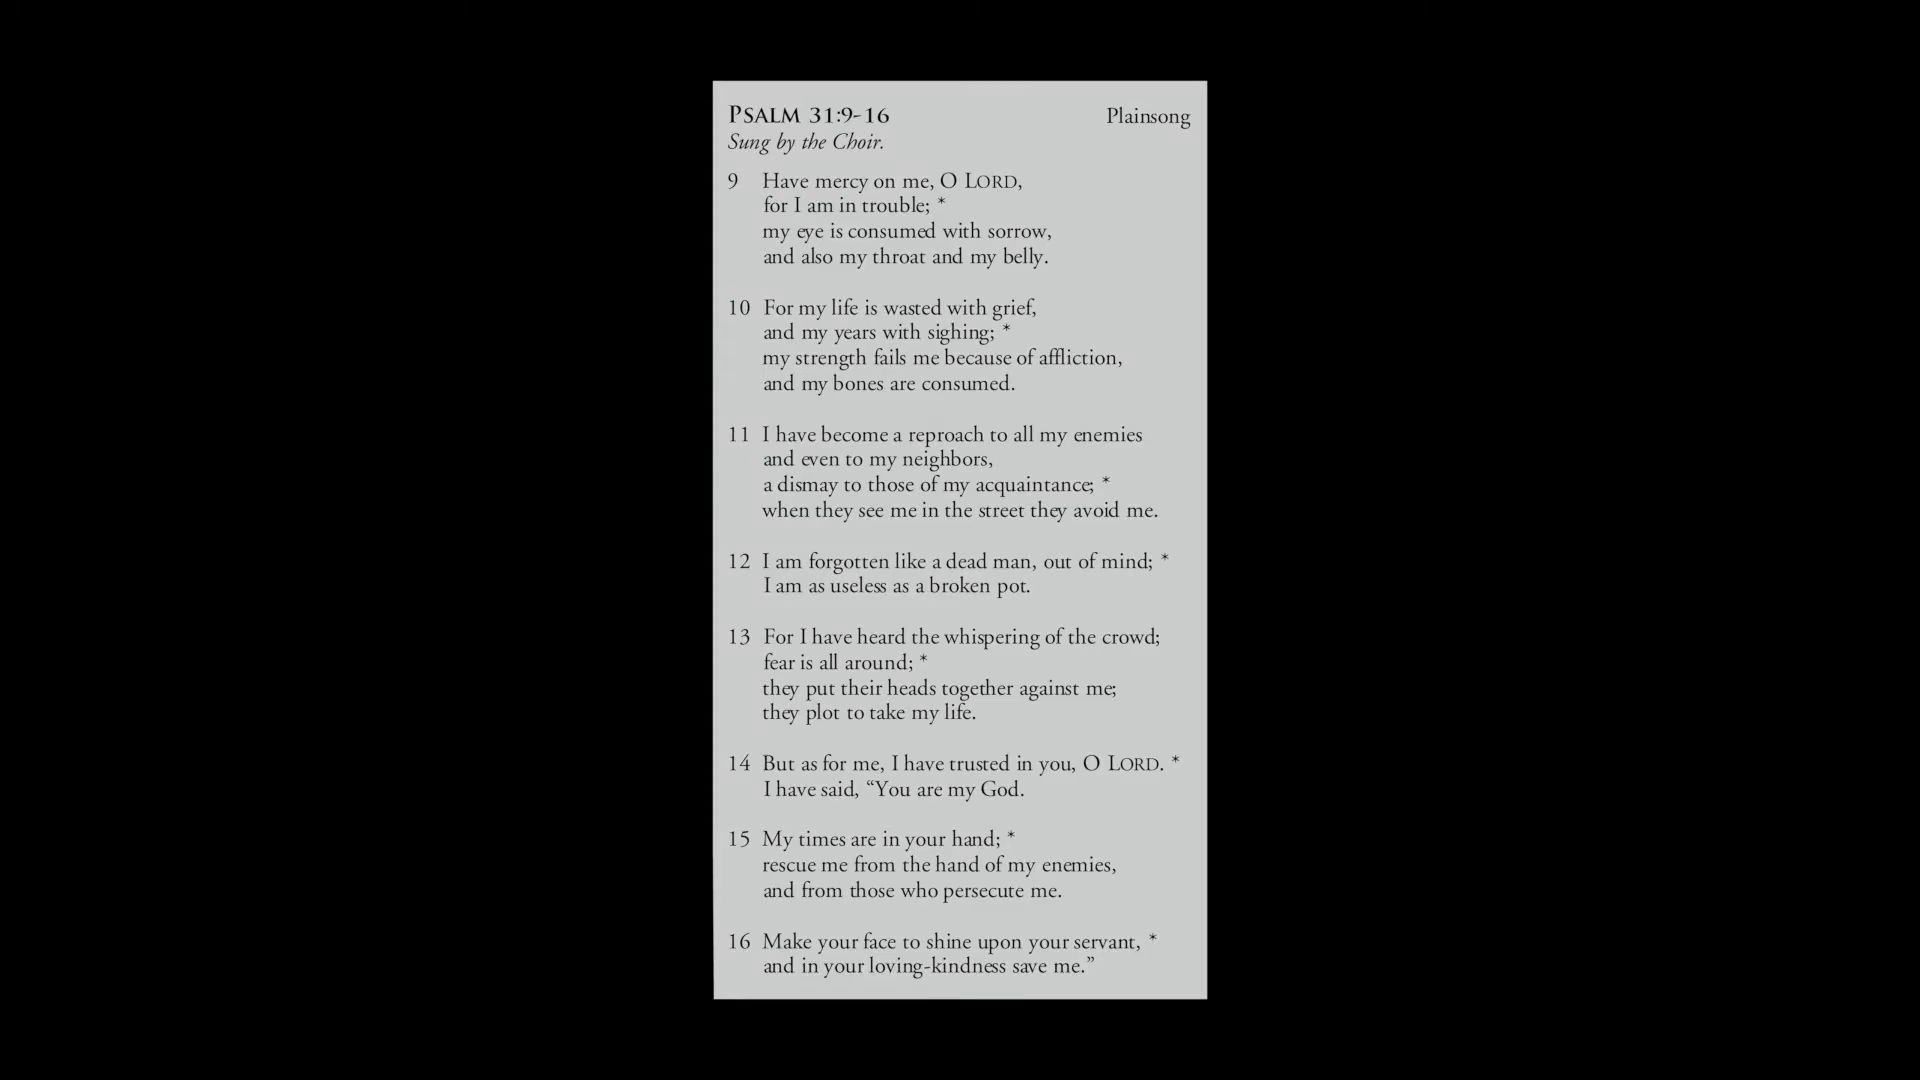 PSALM 31:9-16 Plainsong
Sung by the Choir.
9 Have mercy on me, O LORD,
for I am in trouble; *
my eye is consumed with sorrow,
and also my throat and my belly.
10 For my life is wasted with grief,
and my years with sighing; *
my strength fails me because of affliction,
and my bones are consumed.
11 I have become a reproach to all my enemies
and even to my neighbors,
a dismay to those of my acquaintance; *
when they see me in the street they avoid me.
12 I am forgotten like a dead man, out of mind; *
I am as useless as a broken pot.
13 For I have heard the whispering of the crowd;
fear is all around; *
they put their heads together against me;
they plot to take my life.
14 But as for me, I have trusted in you, O LORD. *
I have said, “You are my God.
15 My times are in your hand; *
rescue me from the hand of my enemies,
and from those who persecute me.
16 Make your face to shine upon your servant, *
and in your loving-kindness save me.”